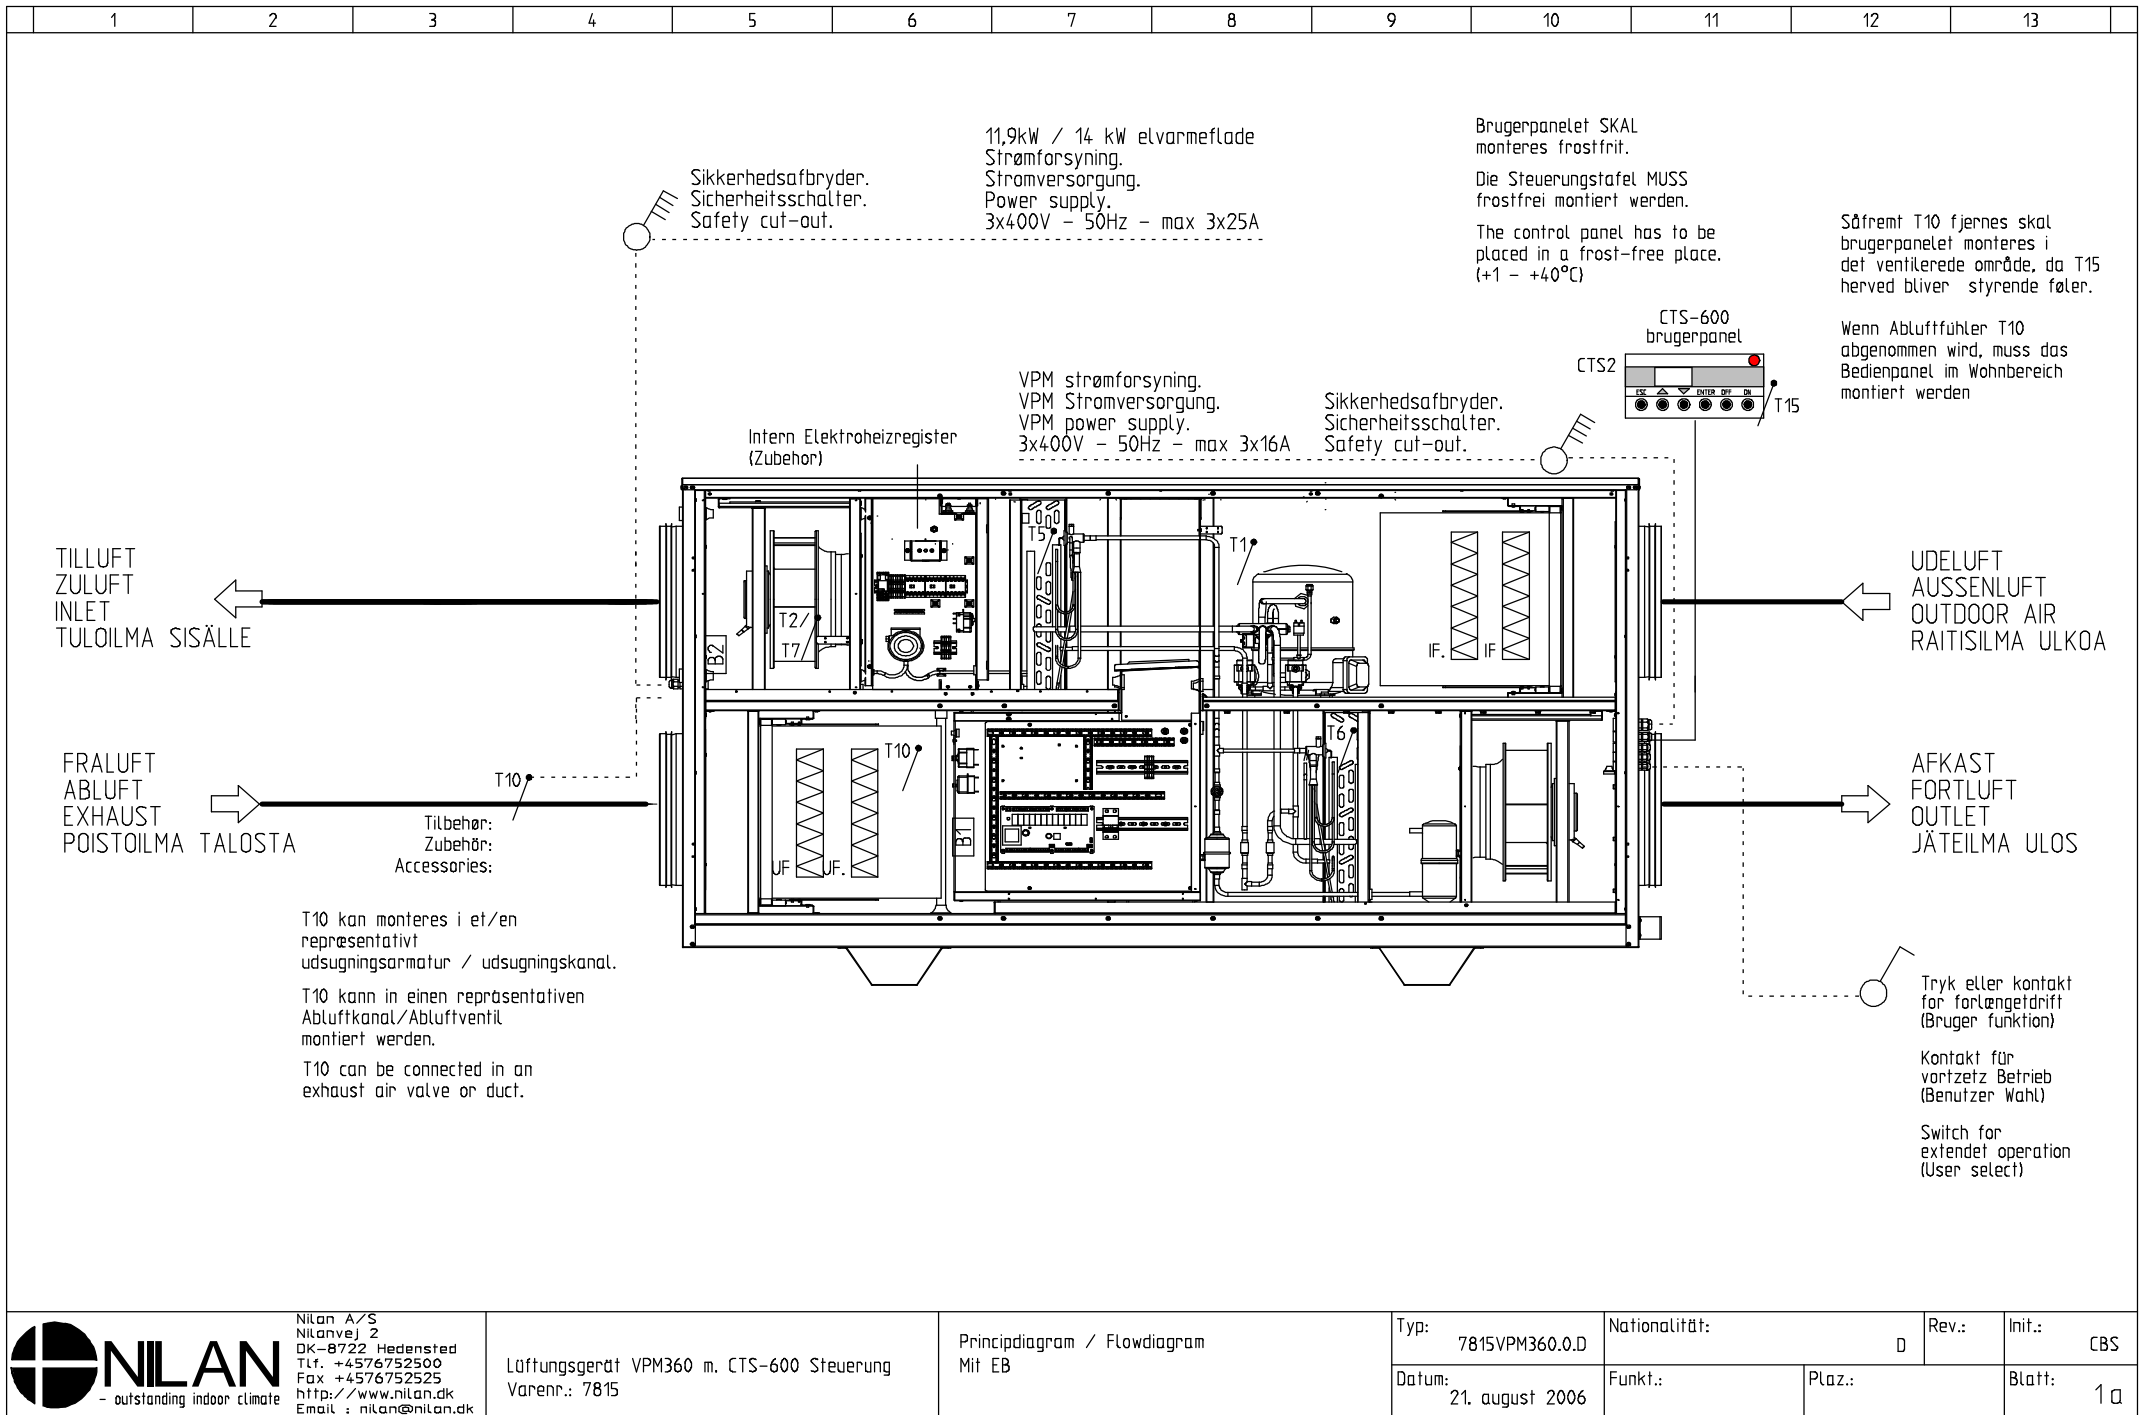 1 2 3 4 5 6 7 8 9 10 11 12 13
11,9kW / 14 kW elvarmeflade
Strømforsyning.
Stromversorgung.
Power supply.
3x400V - 50Hz - max 3x25A
Sikkerhedsafbryder.
Sicherheitsschalter.
Safety cut-out.
Brugerpanelet SKAL
monteres frostfrit.
Die Steuerungstafel MUSS
frostfrei montiert werden.
The control panel has to be
placed in a frost-free place.
(+1 - +40°C)
Såfremt T10 fjernes skal
brugerpanelet monteres i
det ventilerede område, da T15
herved bliver styrende føler.
Wenn Abluftfühler T10
abgenommen wird, muss das
Bedienpanel im Wohnbereich
montiert werden
CTS-600
brugerpanel
CTS2
ESC ENTER OFF ON
T15
VPM strømforsyning.
VPM Stromversorgung.
VPM power supply.
3x400V - 50Hz - max 3x16A
Sikkerhedsafbryder.
Sicherheitsschalter.
Safety cut-out.
Intern Elektroheizregister
(Zubehor)
TILLUFT
ZULUFT
INLET
TULOILMA SISÄLLE
T5
T1
T2/
T7
B2
IF. IF
UDELUFT
AUSSENLUFT
OUTDOOR AIR
RAITISILMA ULKOA
FRALUFT
ABLUFT
EXHAUST
POISTOILMA TALOSTA
T10
Tilbehør:
Zubehör:
Accessories:
T10
UF UF.
B1
T6
AFKAST
FORTLUFT
OUTLET
JÄTEILMA ULOS
T10 kan monteres i et/en
repræsentativt
udsugningsarmatur / udsugningskanal.
T10 kann in einen repräsentativen
Abluftkanal/Abluftventil
montiert werden.
T10 can be connected in an
exhaust air valve or duct.
Tryk eller kontakt
for forlængetdrift
(Bruger funktion)
Kontakt für
vortzetz Betrieb
(Benutzer Wahl)
Switch for
extendet operation
(User select)
NILAN
- outstanding indoor climate
Nilan A/S
Nilanvej 2
DK-8722 Hedensted
Tlf. +4576752500
Fax +4576752525
http://www.nilan.dk
Email : nilan@nilan.dk
Lüftungsgerät VPM360 m. CTS-600 Steuerung
Varenr.: 7815
Principdiagram / Flowdiagram
Mit EB
Typ:
7815VPM360.0.D
Nationalität:
D
Rev.:
Init.:
CBS
Datum:
21. august 2006
Funkt.:
Plaz.:
Blatt:
1a